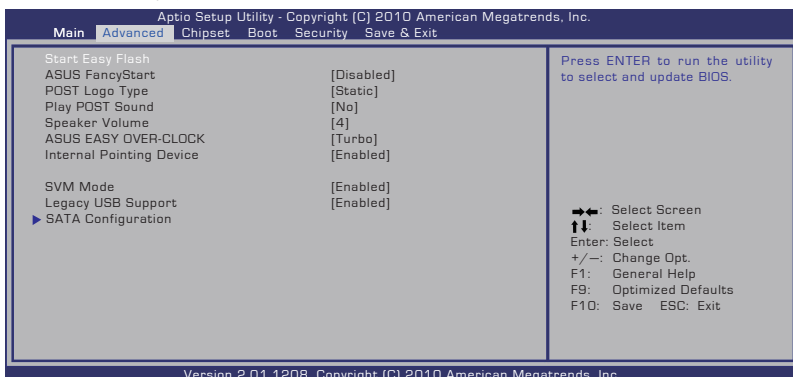 Aptio Setup Utility - Copyright (C) 2010 American Megatrends, Inc.
Main Advanced Chipset Boot Security Save & Exit
Start Easy Flash
ASUS FancyStart [Disabled]
POST Logo Type [Static]
Play POST Sound [No]
Speaker Volume [4]
ASUS EASY OVER-CLOCK [Turbo]
Internal Pointing Device [Enabled]
SVM Mode [Enabled]
Legacy USB Support [Enabled]
SATA Configuration
Press ENTER to run the utility
to select and update BIOS.
→←: Select Screen
↑↓: Select Item
Enter: Select
+/—: Change Opt.
F1: General Help
F9: Optimized Defaults
F10: Save ESC: Exit
Version 2.01.1208. Copyright (C) 2010 American Megatrends, Inc.